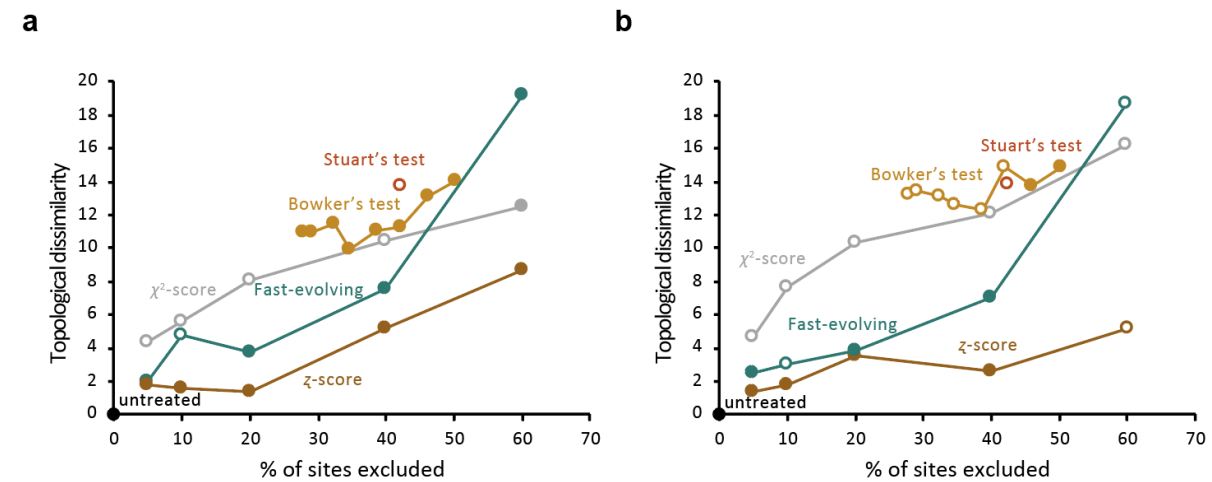 a
Topological dissimilarity
20
18
16
14
12
10
8
6
4
2
0
Stuart's test
Bowker's test
χ²-score
Fast-evolving
z-score
untreated
0 10 20 30 40 50 60 70
% of sites excluded
b
Topological dissimilarity
20
18
16
14
12
10
8
6
4
2
0
Stuart's test
Bowker's test
χ²-score
Fast-evolving
z-score
untreated
0 10 20 30 40 50 60 70
% of sites excluded